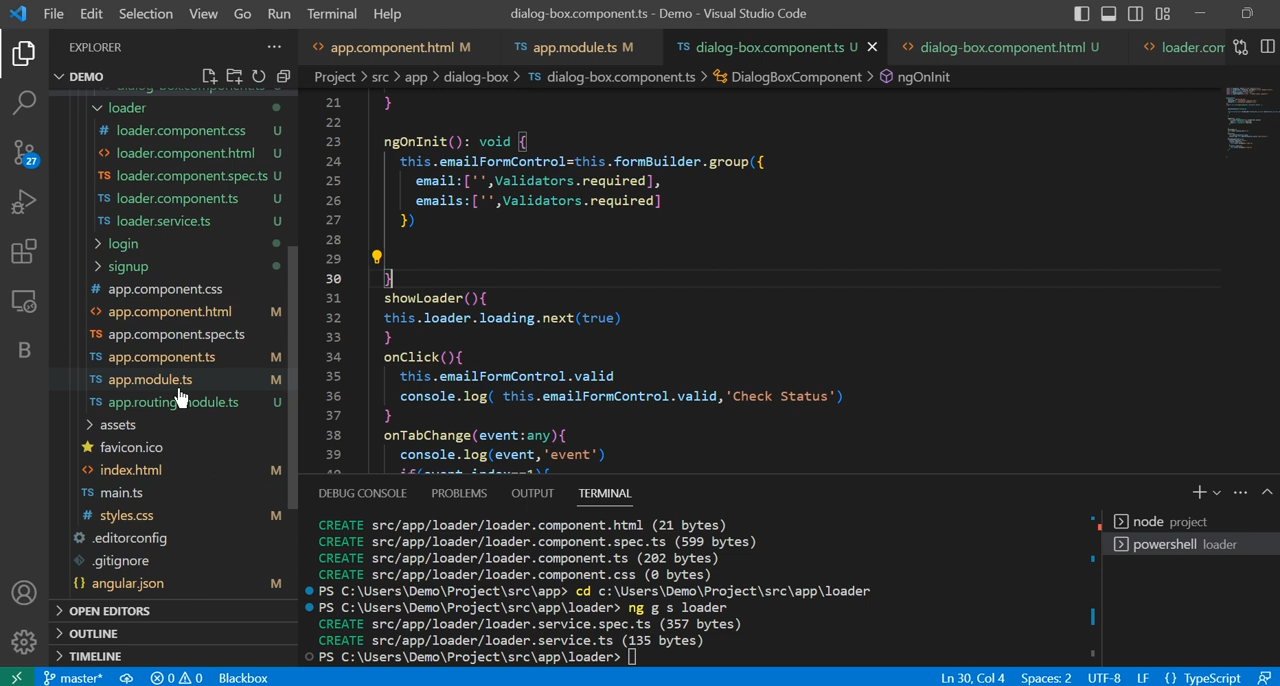 File Edit Selection View Go Run Terminal Help
dialog-box.component.ts - Demo - Visual Studio Code
EXPLORER
app.component.html M
app.module.ts M
dialog-box.component.ts U
dialog-box.component.html U
loader.com
DEMO
Project > src > app > dialog-box > TS dialog-box.component.ts > DialogBoxComponent > ngOnInit
dialog-box.component.ts U
loader
loader.component.css U
loader.component.html U
loader.component.spec.ts U
loader.component.ts U
loader.service.ts U
login
signup
app.component.css
app.component.html M
app.component.spec.ts
app.component.ts M
app.module.ts M
app.routing module.ts U
assets
favicon.ico
index.html M
main.ts
styles.css M
.editorconfig
.gitignore
angular.json M
OPEN EDITORS
OUTLINE
TIMELINE
27
B
21 }
22
23 ngOnInit(): void {
24 this.emailFormControl=this.formBuilder.group({
25 email:['',Validators.required],
26 emails:['',Validators.required]
27 })
28
29
30 }
31 showLoader(){
32 this.loader.loading.next(true)
33 }
34 onClick(){
35 this.emailFormControl.valid
36 console.log( this.emailFormControl.valid,'Check Status')
37 }
38 onTabChange(event:any){
39 console.log(event,'event')
40 if(event.index==1){
DEBUG CONSOLE PROBLEMS OUTPUT TERMINAL
CREATE src/app/loader/loader.component.html (21 bytes)
CREATE src/app/loader/loader.component.spec.ts (599 bytes)
CREATE src/app/loader/loader.component.ts (202 bytes)
CREATE src/app/loader/loader.component.css (0 bytes)
PS C:\Users\Demo\Project\src\app> cd c:\Users\Demo\Project\src\app\loader
PS C:\Users\Demo\Project\src\app\loader> ng g s loader
CREATE src/app/loader/loader.service.spec.ts (357 bytes)
CREATE src/app/loader/loader.service.ts (135 bytes)
PS C:\Users\Demo\Project\src\app\loader>
node project
powershell loader
master* 0 0 Blackbox
Ln 30, Col 4 Spaces: 2 UTF-8 LF {} TypeScript